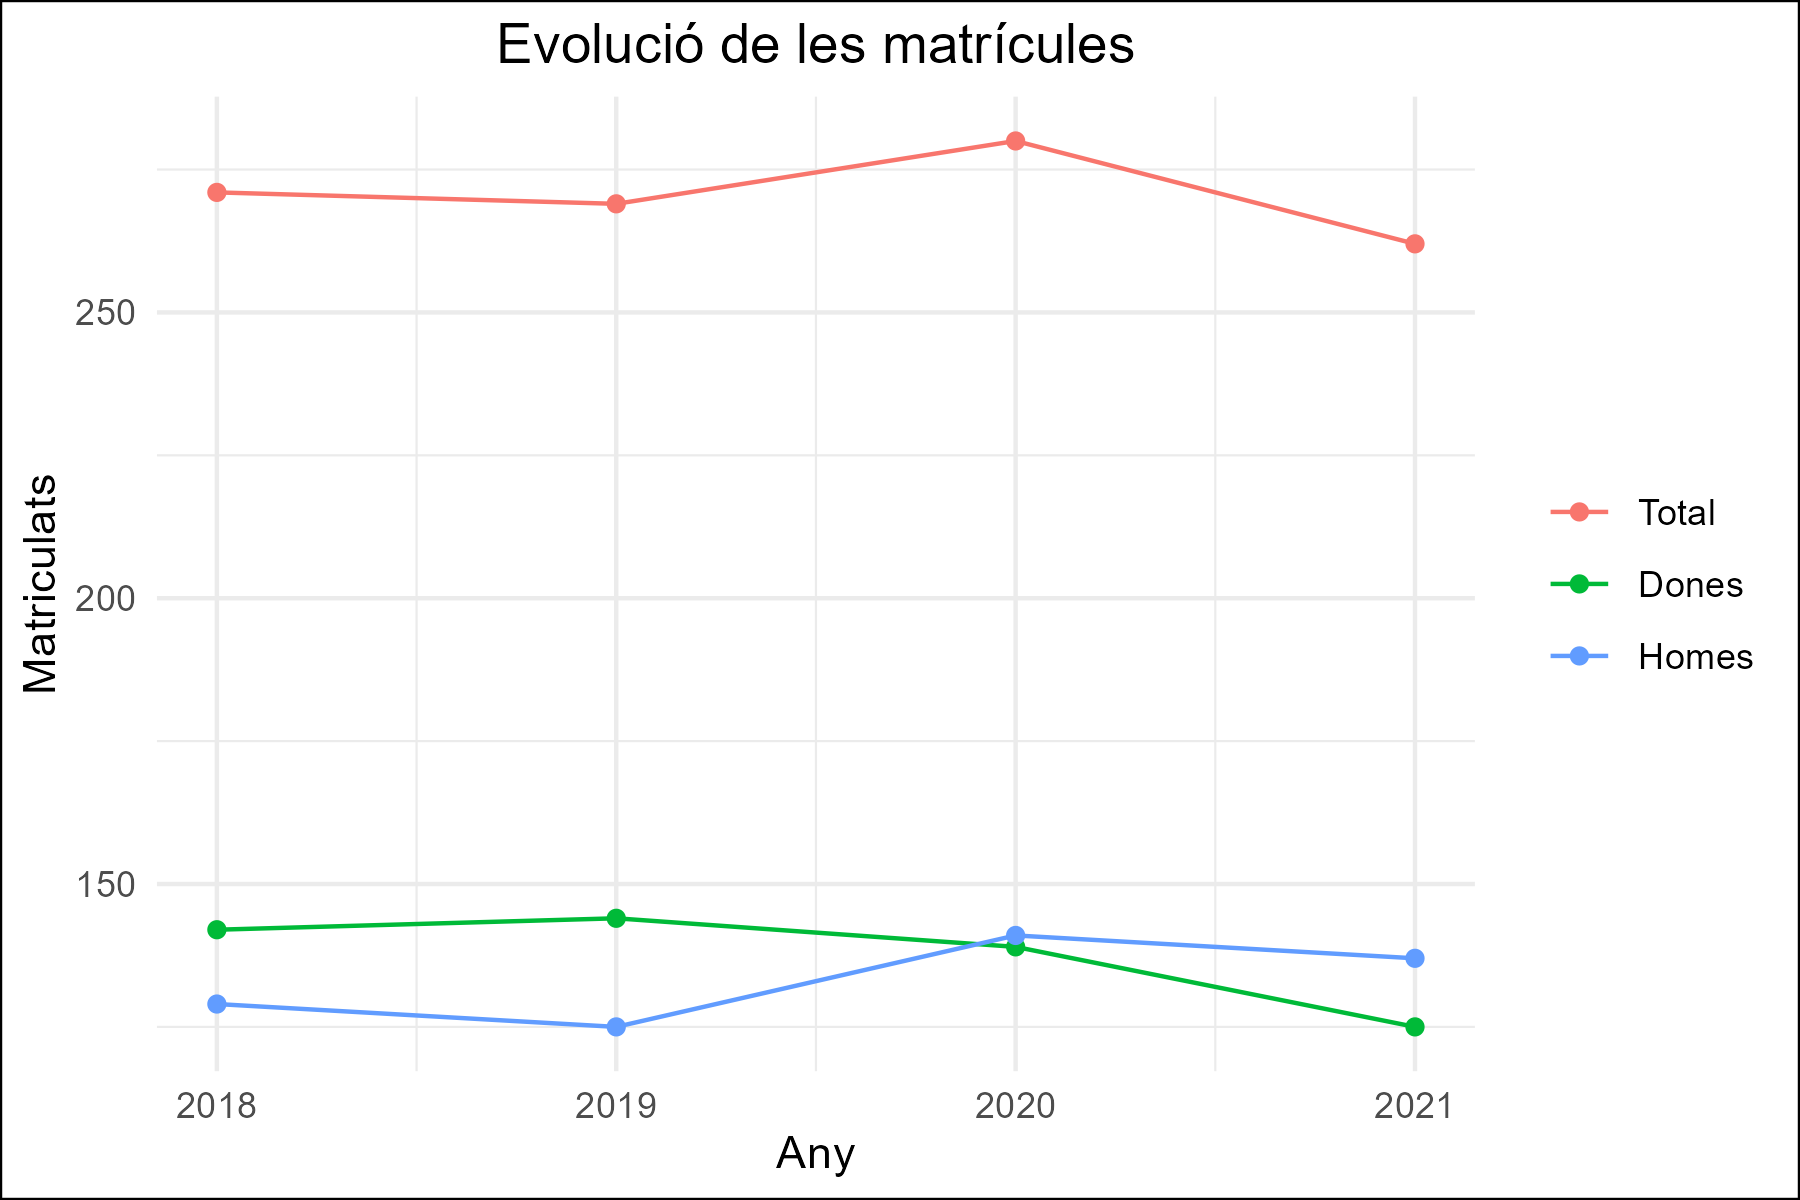 Evolució de les matrícules
Matriculats
250
200
150
2018
2019
2020
2021
Any
Total
Dones
Homes